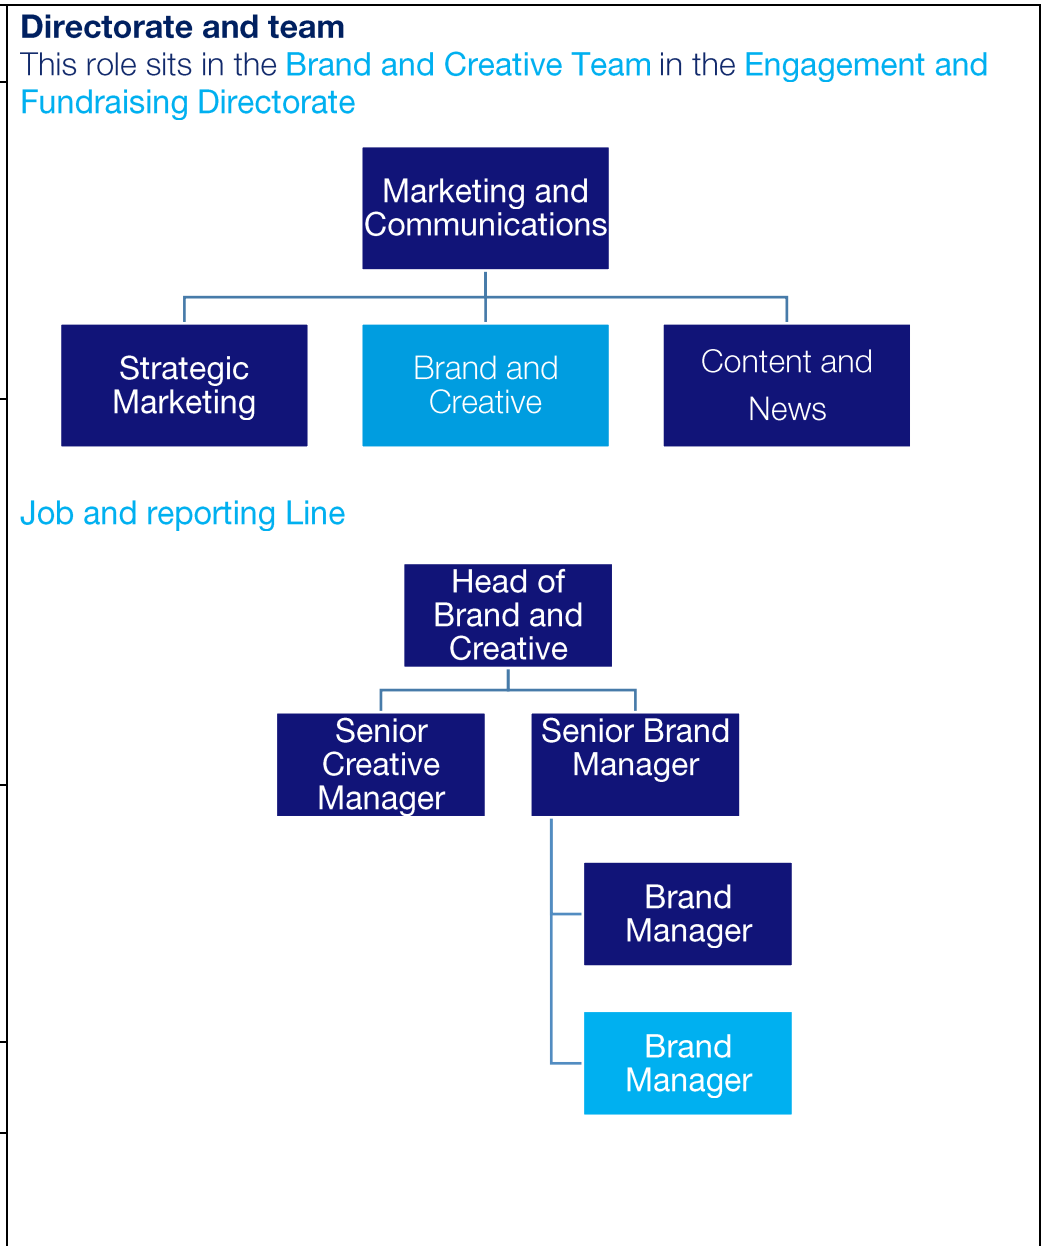 Directorate and team
This role sits in the Brand and Creative Team in the Engagement and
Fundraising Directorate
Marketing and
Communications
Strategic
Marketing
Brand and
Creative
Content and
News
Job and reporting Line
Head of
Brand and
Creative
Senior
Creative
Manager
Senior Brand
Manager
Brand
Manager
Brand
Manager